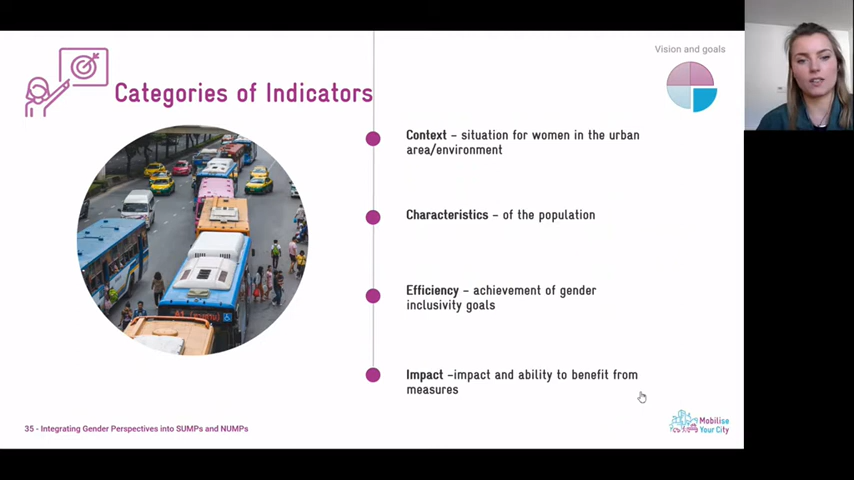 Vision and goals
Categories of Indicators
Context – situation for women in the urban
area/environment
Characteristics – of the population
Efficiency – achievement of gender
inclusivity goals
Impact –impact and ability to benefit from
measures
35 - Integrating Gender Perspectives into SUMPs and NUMPs
Mobilise
Your City